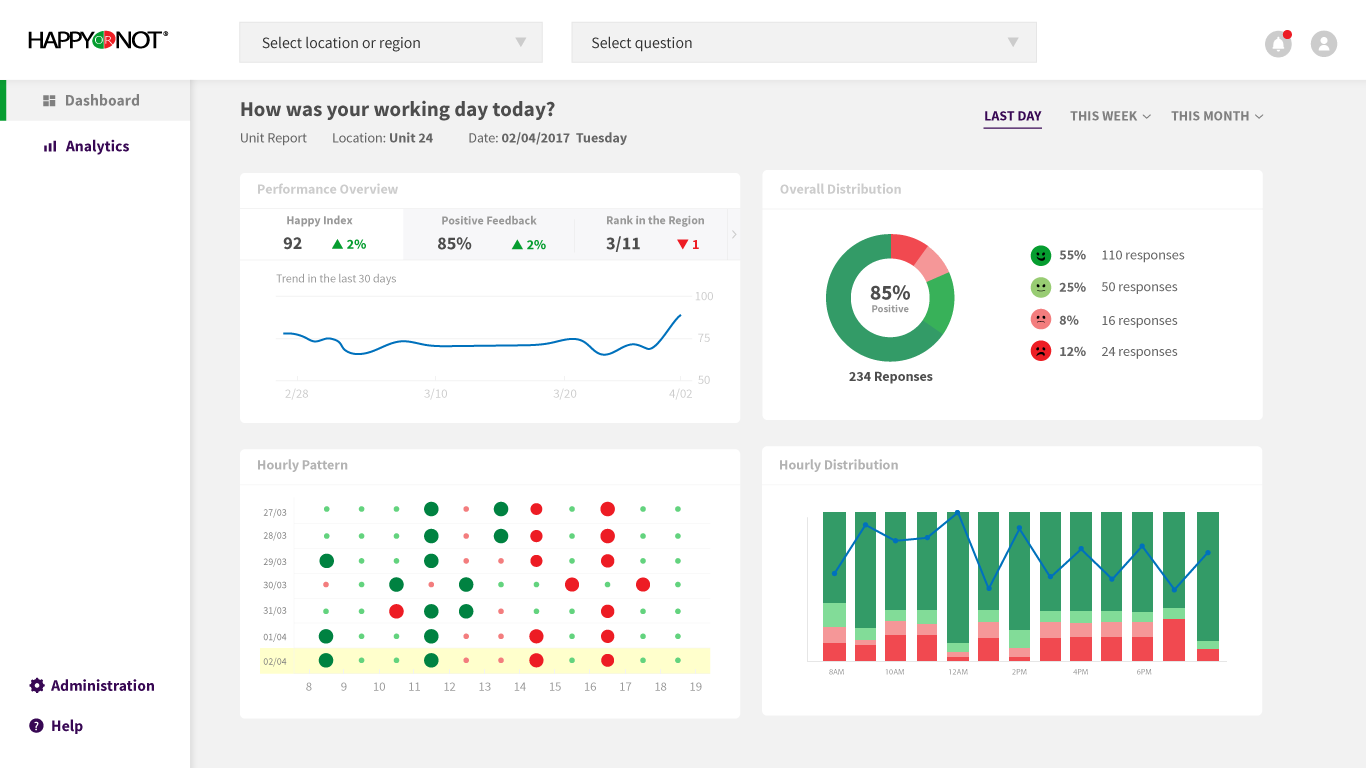 HAPPY OR NOT®
Select location or region
Select question
Dashboard
Analytics
Administration
Help
How was your working day today?
Unit Report Location: Unit 24 Date: 02/04/2017 Tuesday
LAST DAY THIS WEEK THIS MONTH
Performance Overview
Happy Index Positive Feedback Rank in the Region
92 2% 85% 2% 3/11 1
Trend in the last 30 days
100
75
50
2/28 3/10 3/20 4/02
Overall Distribution
85%
Positive
234 Reponses
55% 110 responses
25% 50 responses
8% 16 responses
12% 24 responses
Hourly Pattern
27/03
28/03
29/03
30/03
31/03
01/04
02/04
8 9 10 11 12 13 14 15 16 17 18 19
Hourly Distribution
8AM 10AM 12AM 2PM 4PM 6PM